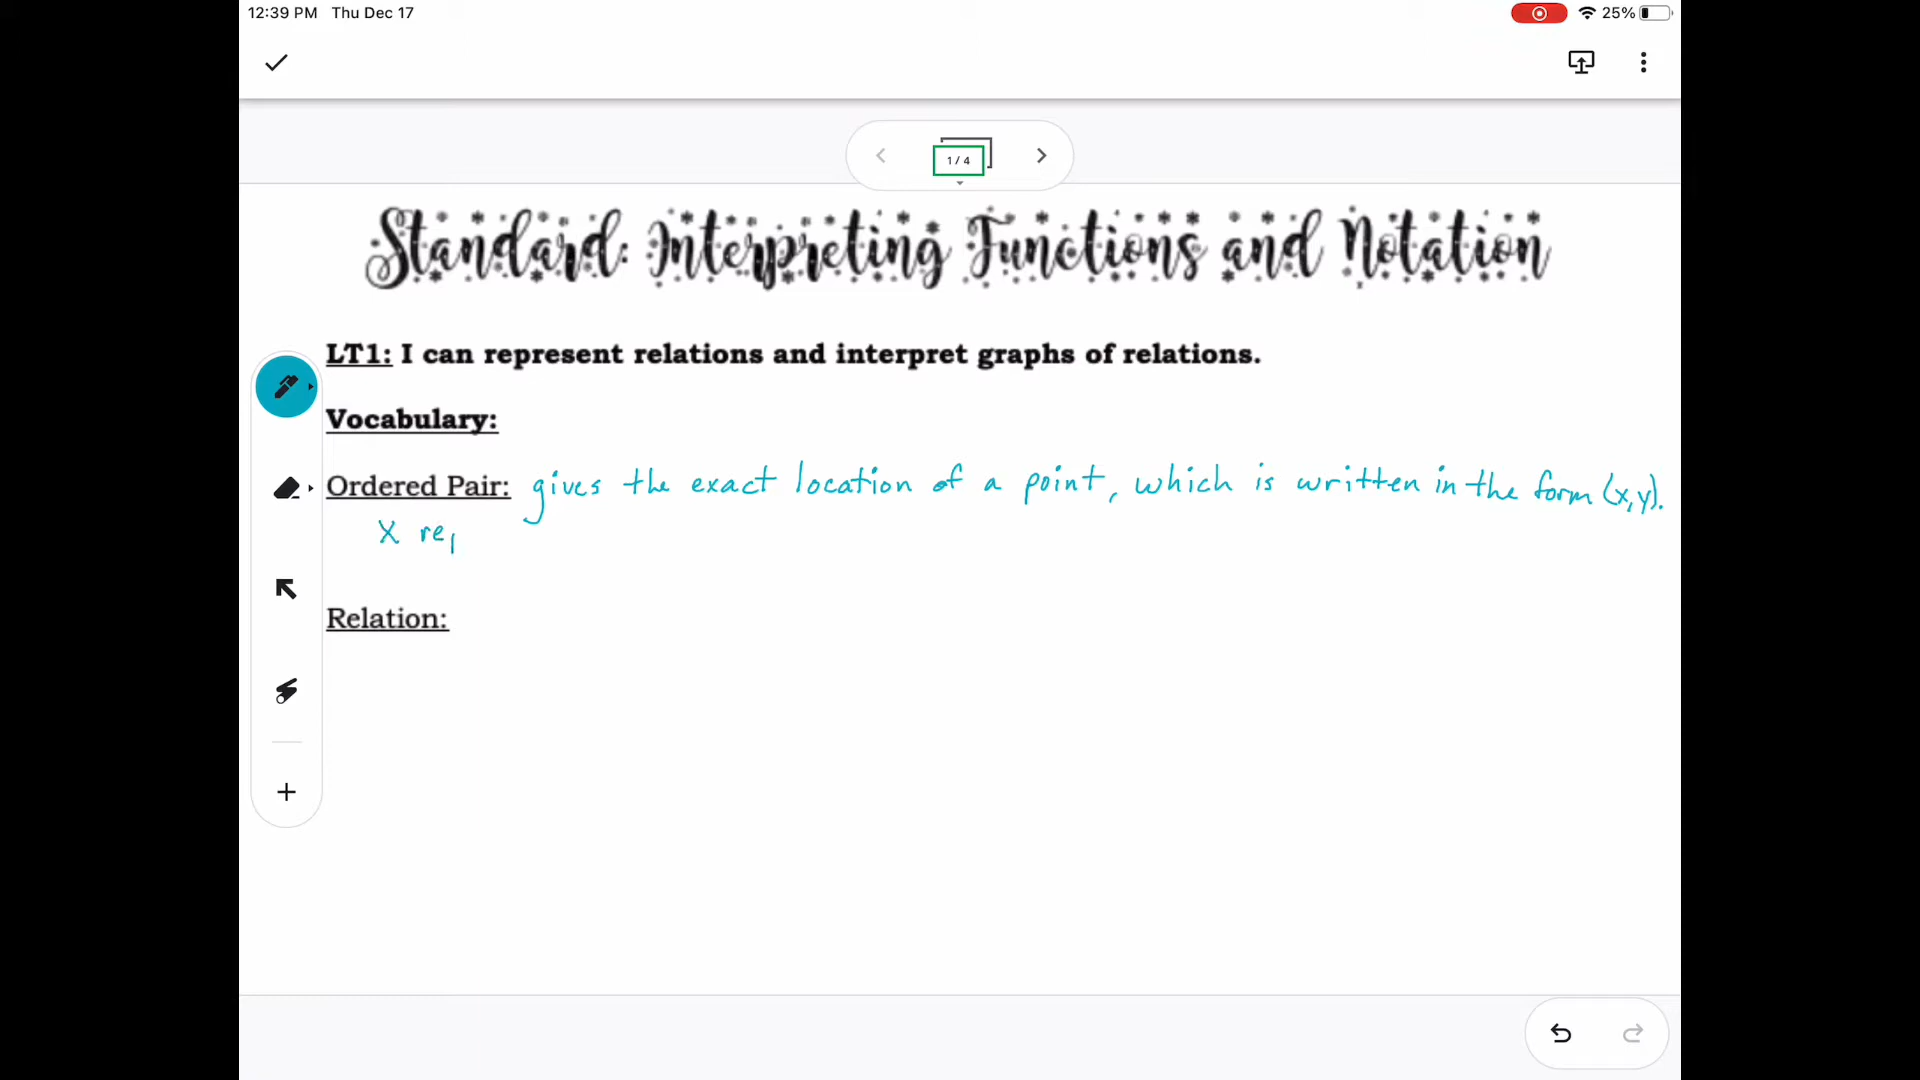 12:39 PM Thu Dec 17
25%
1 / 4
Standard: Interpreting Functions and Notation
LT1: I can represent relations and interpret graphs of relations.
Vocabulary:
Ordered Pair: gives the exact location of a point, which is written in the form (x,y).
X re
Relation: